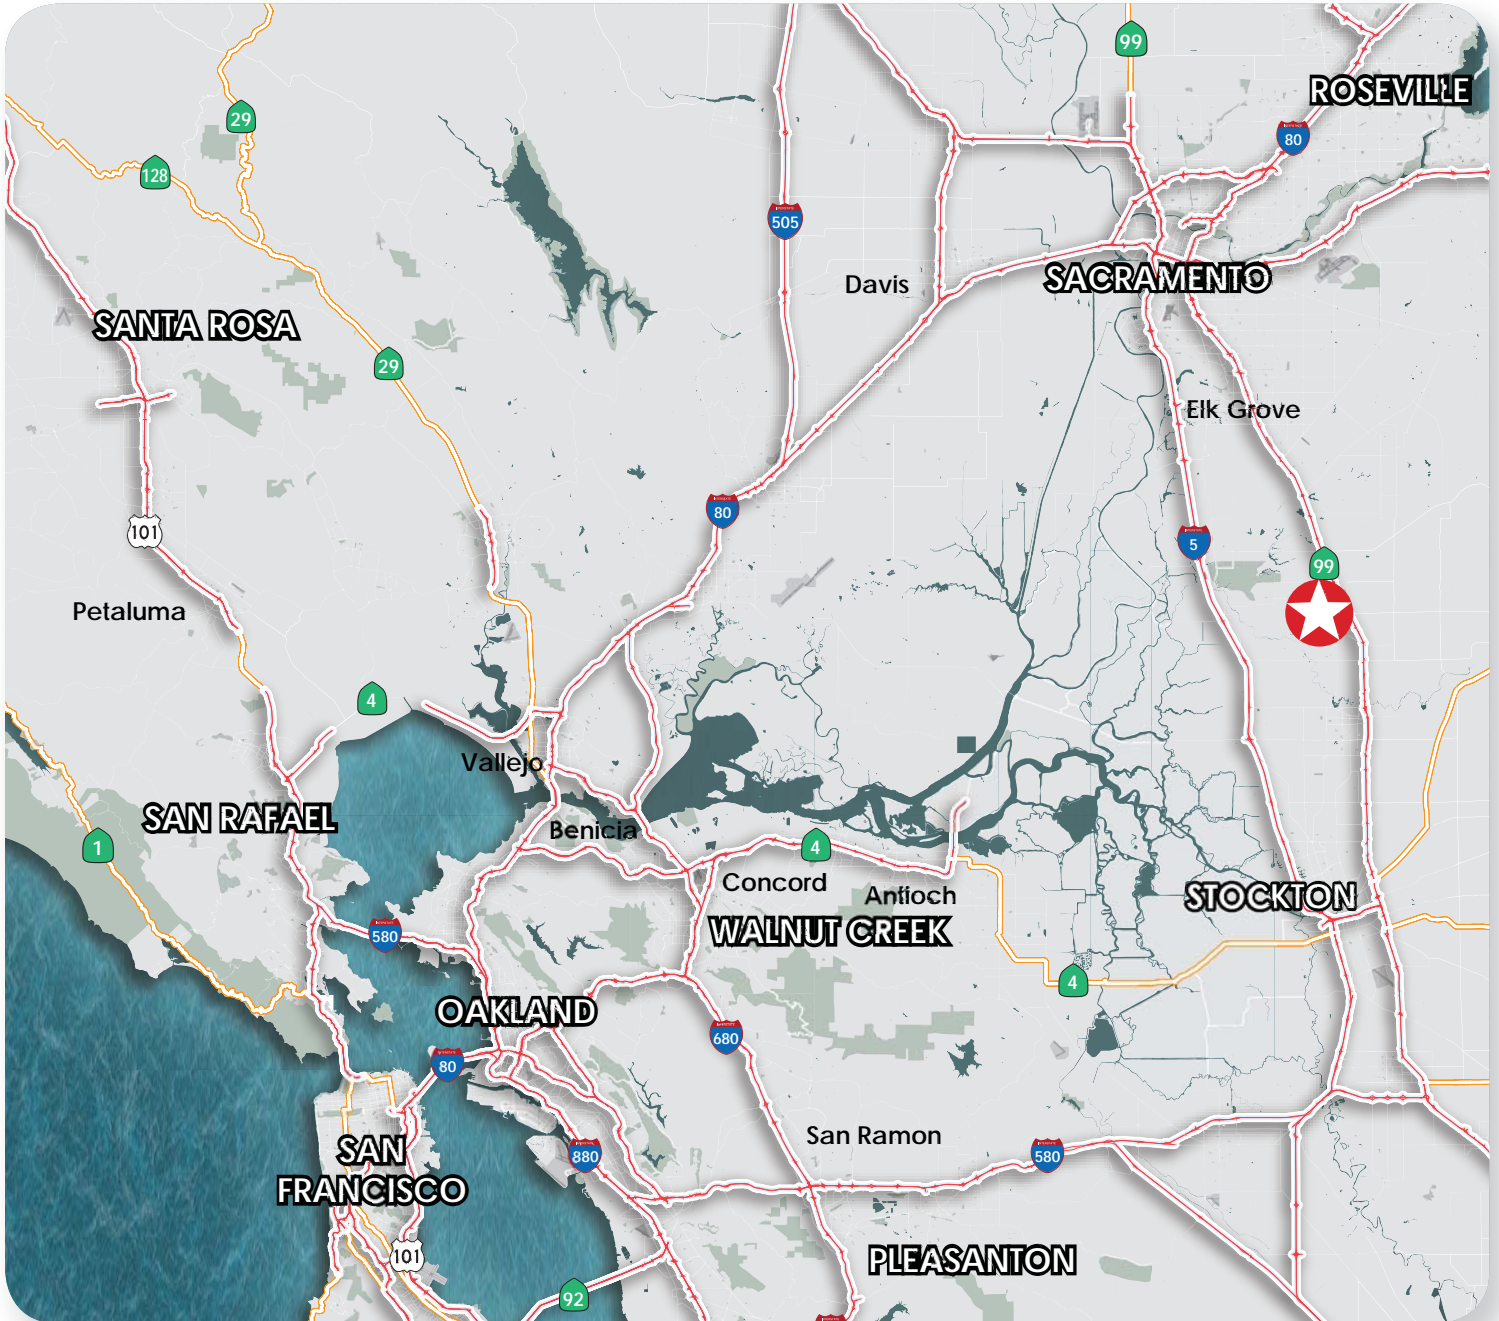 99
ROSEVILLE
29
80
128
505
Davis
SACRAMENTO
SANTA ROSA
29
Elk Grove
80
101
5
99
Petaluma
4
Vallejo
SAN RAFAEL
Benicia
1
4
Concord
Antioch
STOCKTON
WALNUT CREEK
580
4
OAKLAND
680
80
San Ramon
SAN
FRANCISCO
880
580
101
PLEASANTON
92